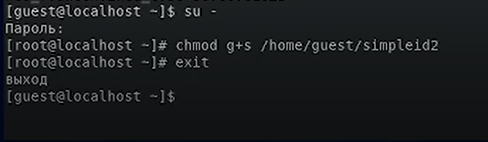 [guest@localhost ~]$ su -
Пароль:
[root@localhost ~]# chmod g+s /home/guest/simpleid2
[root@localhost ~]# exit
выход
[guest@localhost ~]$